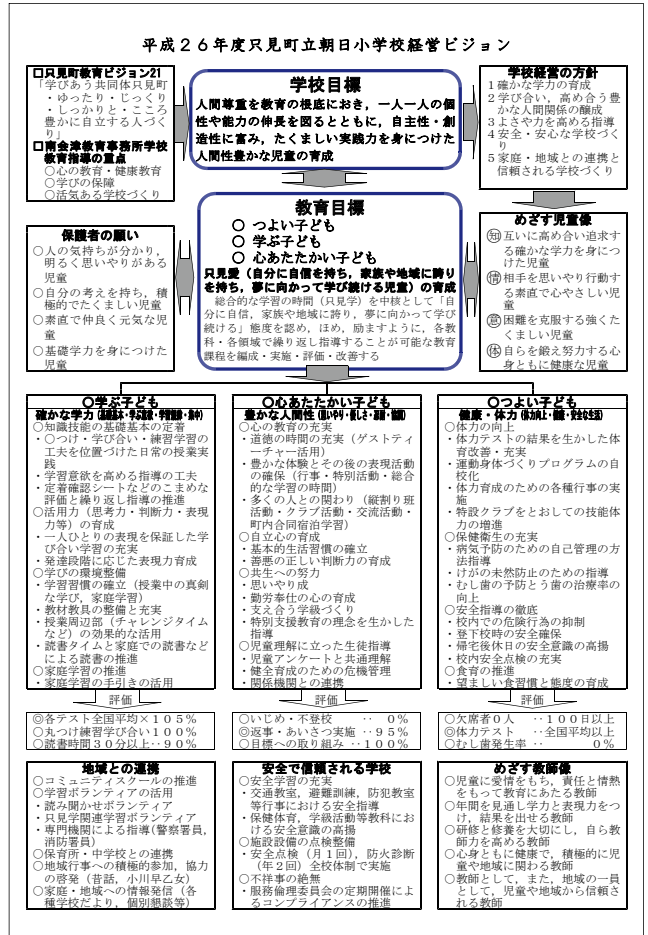 平成２６年度只見町立朝日小学校経営ビジョン
□只見町教育ビジョン21
「学びあう共同体只見町
・ゆったり・じっくり
・しっかりと・こころ
豊かに自立する人づく
り」
□南会津教育事務所学校
教育指導の重点
○心の教育・健康教育
○学びの保障
○活気ある学校づくり
学校目標
人間尊重を教育の根底におき，一人一人の個
性や能力の伸長を図るとともに，自主性・創
造性に富み，たくましい実践力を身につけた
人間性豊かな児童の育成
学校経営の方針
1 確かな学力の育成
2 学び合い，高め合う豊
かな人間関係の醸成
3 よさや力を高める指導
4 安全・安心な学校づく
り
5 家庭・地域との連携と
信頼される学校づくり
教育目標
○ つよい子ども
○ 学ぶ子ども
○ 心あたたかい子ども
只見愛（自分に自信を持ち，家族や地域に誇り
を持ち，夢に向かって学び続ける児童）の育成
総合的な学習の時間（只見学）を中核として「自
分に自信，家族や地域に誇り，夢に向かって学び
続ける」態度を認め，ほめ，励ますように，各教
科・各領域で繰り返し指導することが可能な教育
課程を編成・実施・評価・改善する
保護者の願い
○人の気持ちが分かり，
明るく思いやりがある
児童
○自分の考えを持ち，積
極的でたくましい児童
○素直で仲良く元気な児
童
○基礎学力を身につけた
児童
めざす児童像
㊥知 互いに高め合い追求す
る確かな学力を身につ
けた児童
情 相手を思いやり行動す
る素直で心やさしい児
童
意 困難を克服する強くた
くましい児童
体 自らを鍛え努力する心
身ともに健康な児童
○学ぶ子ども
確かな学力（基礎基本・学ぶ意欲・学習習慣・集中）
○知識技能の基礎基本の定着
・○つけ・学び合い・練習学習の
工夫を位置づけた日常の授業実
践
・学習意欲を高める指導の工夫
・定着確認シートなどのこまめな
評価と繰り返し指導の推進
○活用力（思考力・判断力・表現
力等）の育成
・一人ひとりの表現を保証した学
び合い学習の充実
・発達段階に応じた表現力育成
○学びの環境整備
・学習習慣の確立（授業中の真剣
な学び，家庭学習）
・教材教具の整備と充実
・授業周辺部（チャレンジタイム
など）の効果的な活用
・読書タイムと家庭での読書など
による読書の推進
○家庭学習の推進
・家庭学習の手引きの活用
○心あたたかい子ども
豊かな人間性（思いやり・優しさ・・協調）
○心の教育の充実
・道徳の時間の充実（ゲストティ
ーチャー活用）
・豊かな体験とその後の表現活動
の確保（行事・特別活動・総合
的な学習の時間）
・多くの人との関わり（縦割り班
活動・クラブ活動・交流活動・
町内合同宿泊学習）
○自立心の育成
・基本的生活習慣の確立
・善悪の正しい判断力の育成
○共生への努力
・思いやり育成
・勤労奉仕の心の育成
・支え合う学級づくり
・特別支援教育の理念を生かした
指導
○児童理解に立った生徒指導
・児童アンケートと共通理解
・健全育成のための危機管理
・関係機関との連携
○つよい子ども
健康・体力（体力向上・健康・安全な生活）
○体力の向上
・体力テストの結果を生かした体
育改善・充実
・運動身体づくりプログラムの自
校化
・体力育成のための各種行事の実
施
・特設クラブをとおしての技能体
力の増進
○保健衛生の充実
・病気予防のための自己管理の方
法指導
・けがの未然防止のための指導
・むし歯の予防とう歯の治療率の
向上
○安全指導の徹底
・校内での危険行為の抑制
・登下校時の安全確保
・帰宅後休日の安全意識の高揚
・校内安全点検の充実
○食育の推進
・望ましい食習慣と態度の育成
評価
評価
評価
◎各テスト全国平均×１０５％
○丸つけ練習学び合い１００％
○読書時間３０分以上‥９０％
○いじめ・不登校 ‥ ０％
◎返事・あいさつ実施‥９５％
○目標への取り組み‥１００％
○欠席者０人 ‥１００日以上
◎体力テスト ‥全国平均以上
○むし歯発生率‥ ０％
地域との連携
○コミュニティスクールの推進
○学習ボランティアの活用
・読み聞かせボランティア
・只見学関連学習ボランティア
・専門機関による指導（警察署員，
消防署員）
○保育所・中学校との連携
○地域行事への積極的参加，協力
の啓発（昔話，小川早乙女）
○家庭・地域への情報発信（各
種学校だより，個別懇談等）
安全で信頼される学校
○安全学習の充実
・交通教室，避難訓練，防犯教室
等行事における安全指導
・保健体育，学級活動等教科にお
ける安全意識の高揚
○施設設備の点検整備
・安全点検（月１回），防火診断
（年２回）全校体制で実施
○不祥事の絶無
・服務倫理委員会の定期開催によ
るコンプライアンスの推進
めざす教師像
○児童に愛情をもち，責任と情熱
をもって教育にあたる教師
○年間を見通し学力と表現力をつ
け，結果を出せる教師
○研修と修養を大切にし，自ら教
師力を高める教師
○心身ともに健康で，積極的に児
童や地域に関わる教師
○教師として，また，地域の一員
として，児童や地域から信頼さ
れる教師